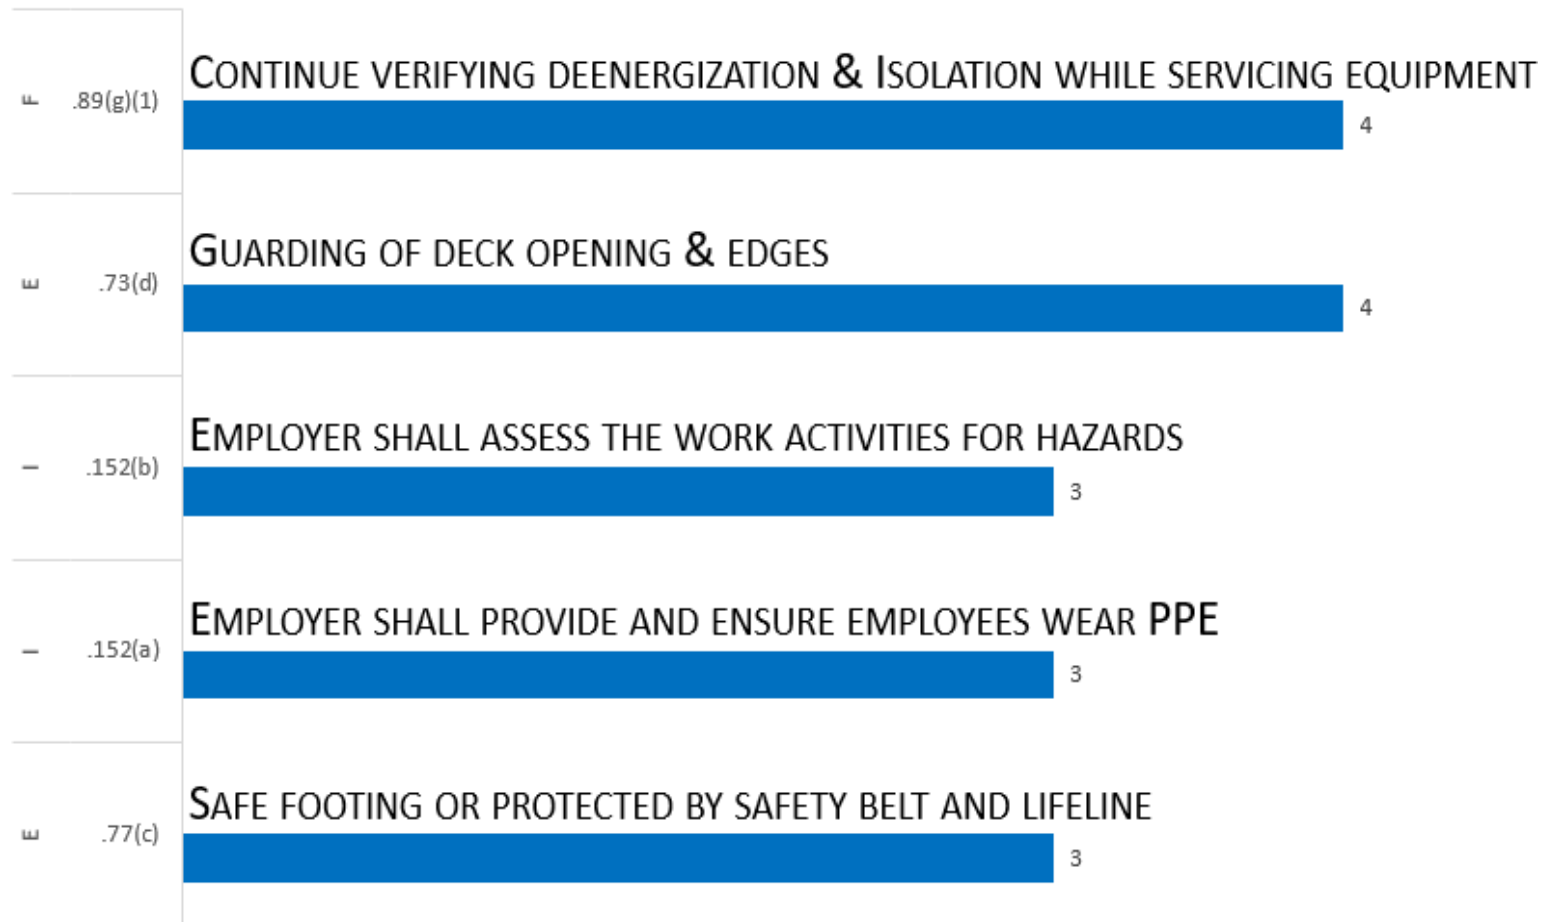 CONTINUE VERIFYING DEENERGIZATION & ISOLATION WHILE SERVICING EQUIPMENT
F .89(g)(1) 4
GUARDING OF DECK OPENING & EDGES
E .73(d) 4
EMPLOYER SHALL ASSESS THE WORK ACTIVITIES FOR HAZARDS
I .152(b) 3
EMPLOYER SHALL PROVIDE AND ENSURE EMPLOYEES WEAR PPE
I .152(a) 3
SAFE FOOTING OR PROTECTED BY SAFETY BELT AND LIFELINE
E .77(c) 3